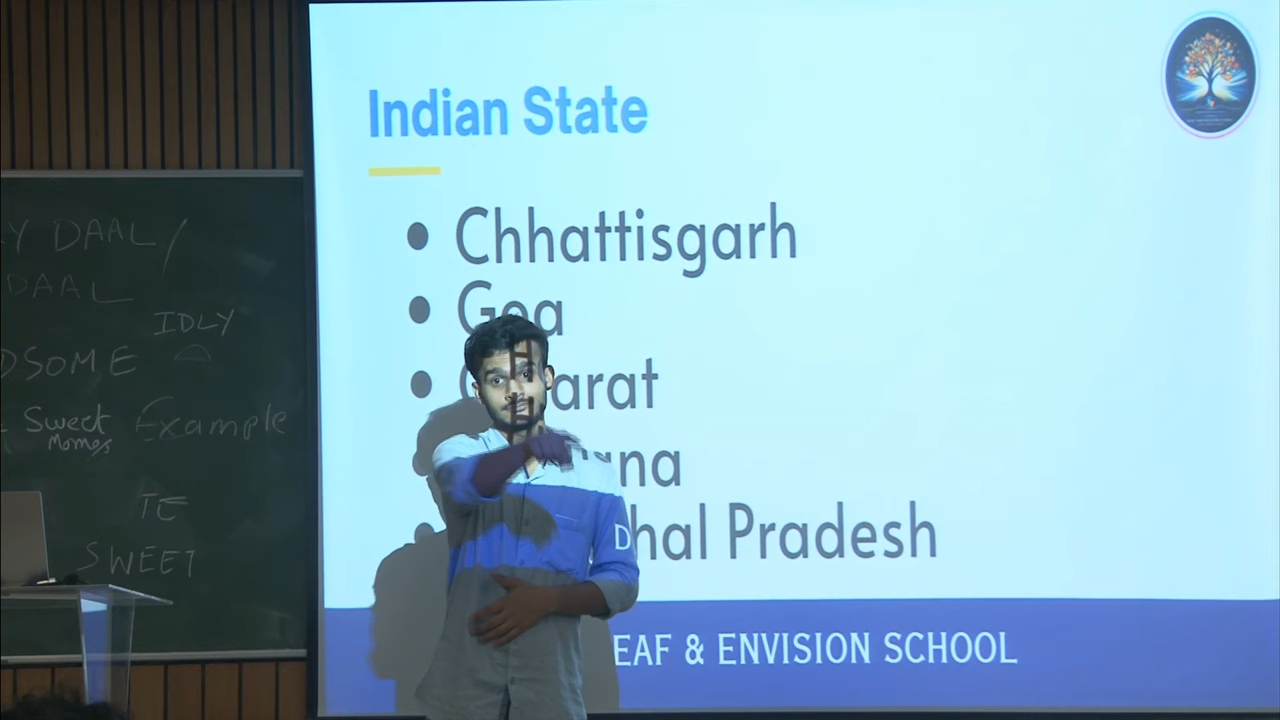 Y DAAL /
DAAL
IDLY
DSOME
Sweet Example
Momos
TE
SWEET
Indian State
• Chhattisgarh
• Goa
• arat
• ana
• hal Pradesh
EAF & ENVISION SCHOOL